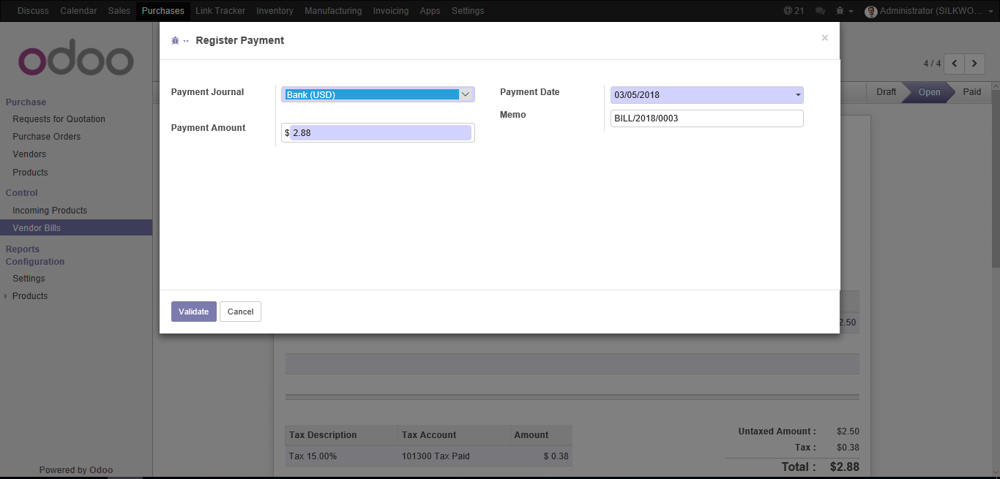 Discuss Calendar Sales Purchases Link Tracker Inventory Manufacturing Invoicing Apps Settings @ 21 Administrator (SILKWO...
odoo
Register Payment ×
4 / 4
Payment Journal Bank (USD) Payment Date 03/05/2018
Draft Open Paid
Purchase
Memo BILL/2018/0003
Requests for Quotation
Payment Amount $ 2.88
Purchase Orders
Vendors
Products
Control
Incoming Products
Vendor Bills
Reports
Configuration
Settings
Products
Validate Cancel
2.50
Tax Description Tax Account Amount
Tax 15.00% 101300 Tax Paid $ 0.38
Untaxed Amount : $2.50
Tax : $0.38
Total : $2.88
Powered by Odoo